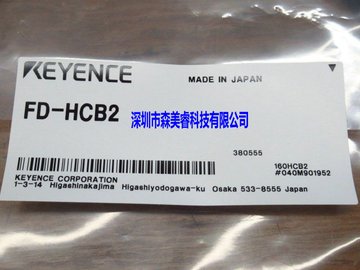 KEYENCE
MADE IN JAPAN
FD-HCB2
深圳市森美睿科技有限公司
380555
160HCB2
#040M901952
KEYENCE CORPORATION
1-3-14 Higashinakajima Higashiyodogawa-ku Osaka 533-8555 Japan